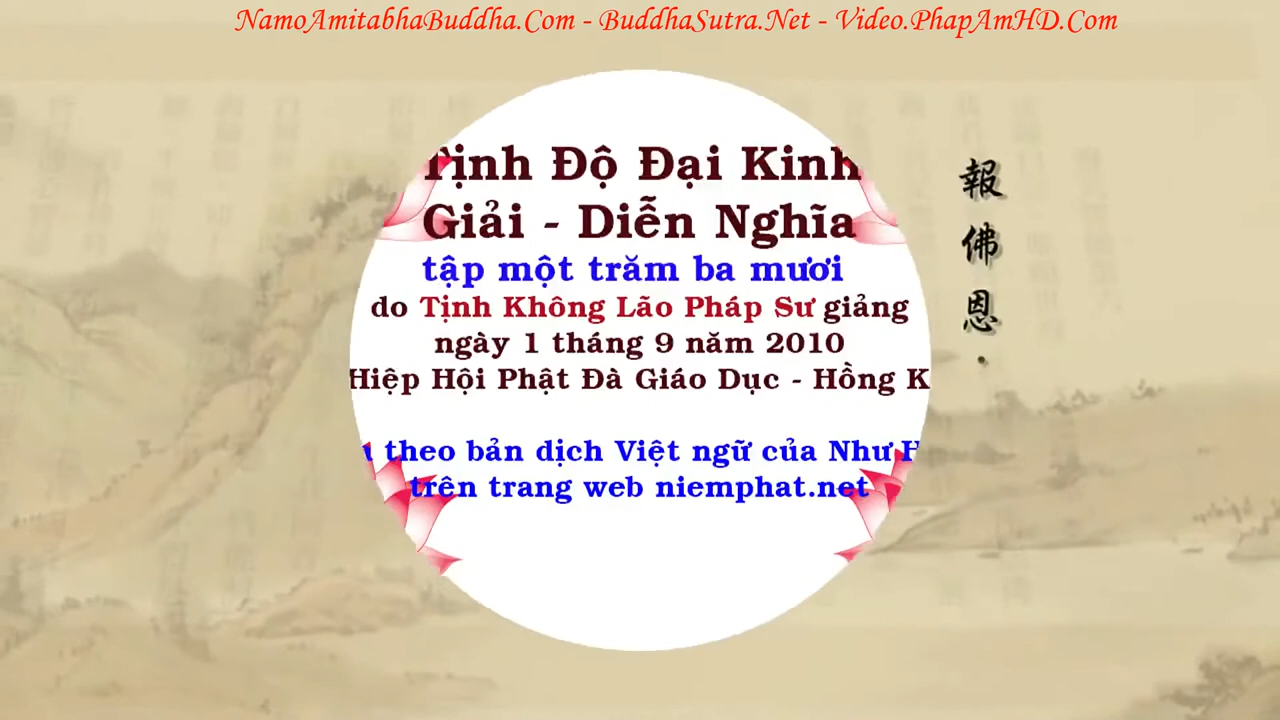 NamoAmitabhaBuddha.Com - BuddhaSutra.Net - Video.PhapAmHD.Com
Tịnh Độ Đại Kinh
Giải - Diễn Nghĩa
tập một trăm ba mươi
do Tịnh Không Lão Pháp Sư giảng
ngày 1 tháng 9 năm 2010
Hiệp Hội Phật Đà Giáo Dục - Hồng K
theo bản dịch Việt ngữ của Như H
trên trang web niemphat.net
報佛恩